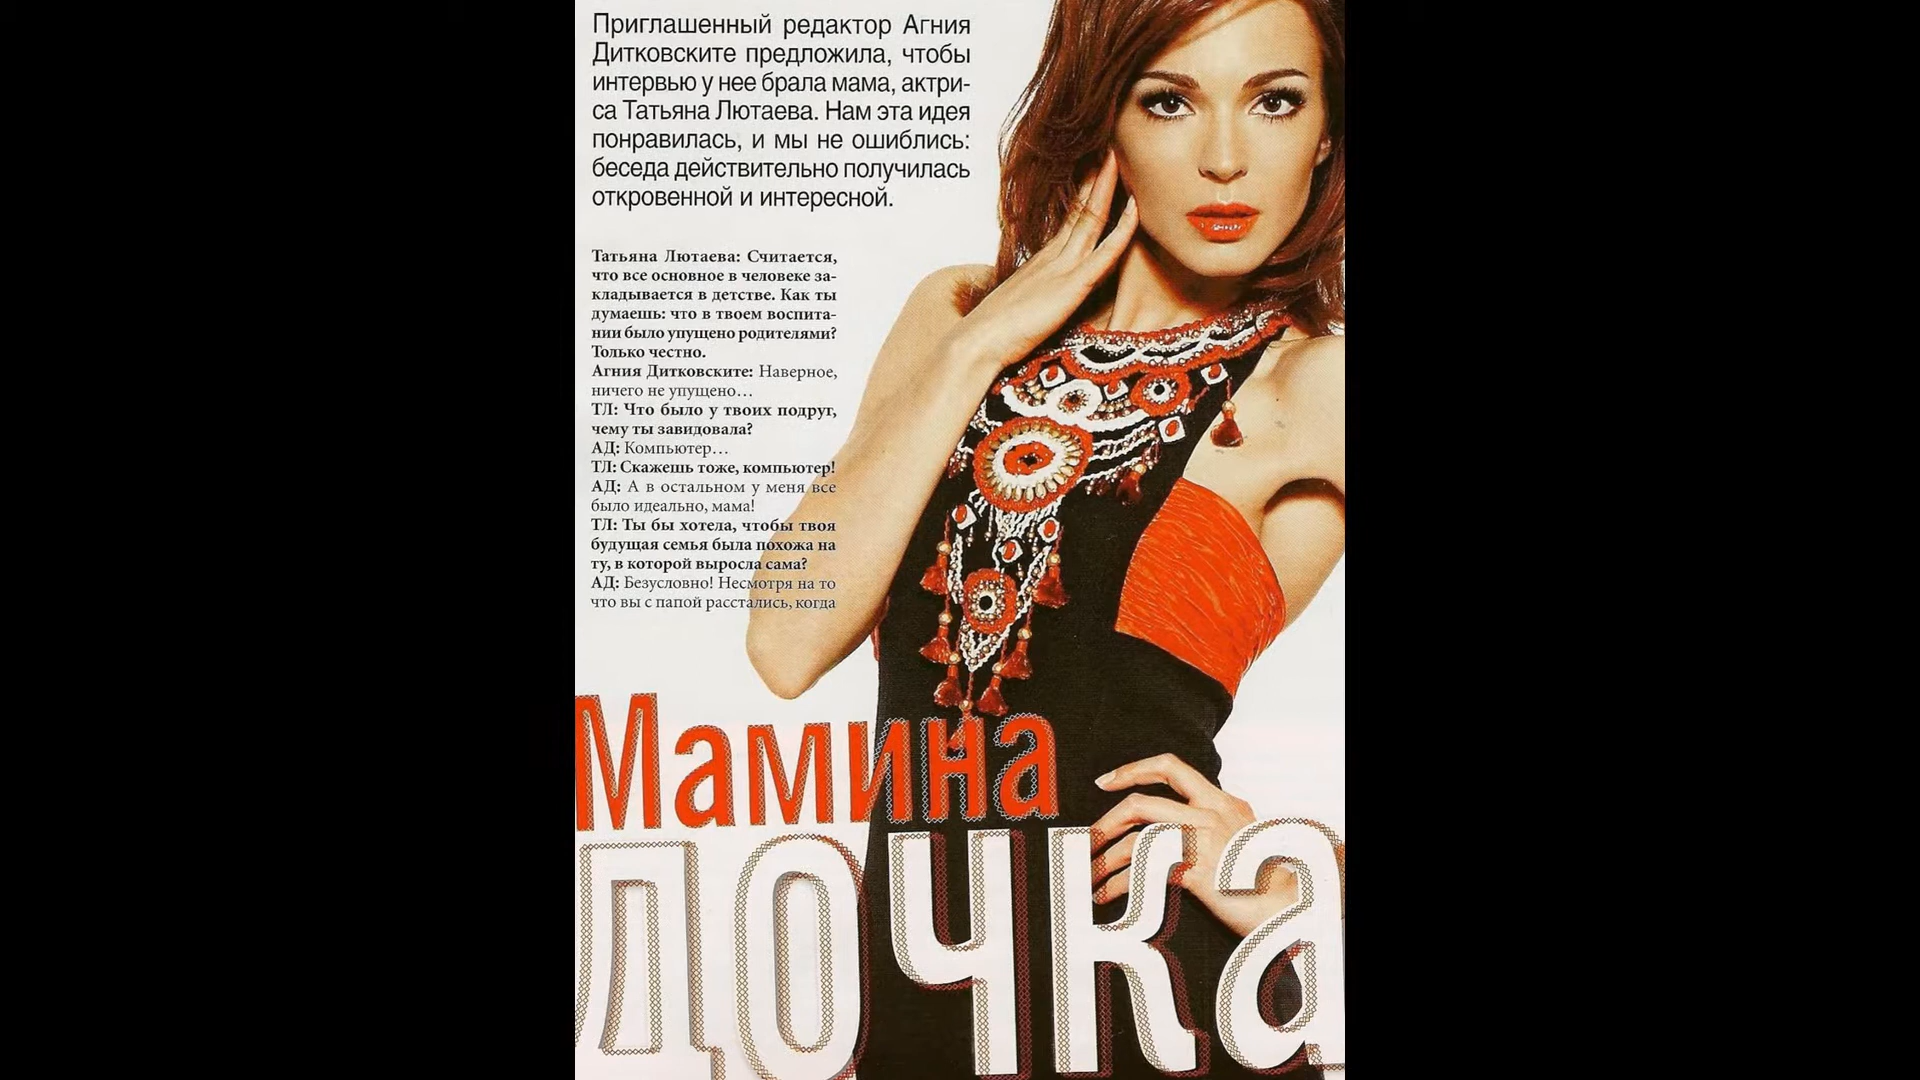 Приглашенный редактор Агния
Дитковските предложила, чтобы
интервью у нее брала мама, актри-
са Татьяна Лютаева. Нам эта идея
понравилась, и мы не ошиблись:
беседа действительно получилась
откровенной и интересной.
Татьяна Лютаева: Считается,
что все основное в человеке за-
кладывается в детстве. Как ты
думаешь: что в твоем воспита-
нии было упущено родителями?
Только честно.
Агния Дитковските: Наверное,
ничего не упущено…
ТЛ: Что было у твоих подруг,
чему ты завидовала?
АД: Компьютер…
ТЛ: Скажешь тоже, компьютер!
АД: А в остальном у меня все
было идеально, мама!
ТЛ: Ты бы хотела, чтобы твоя
будущая семья была похожа на
ту, в которой выросла сама?
АД: Безусловно! Несмотря на то
что вы с папой расстались, когда
Мамина
дочка